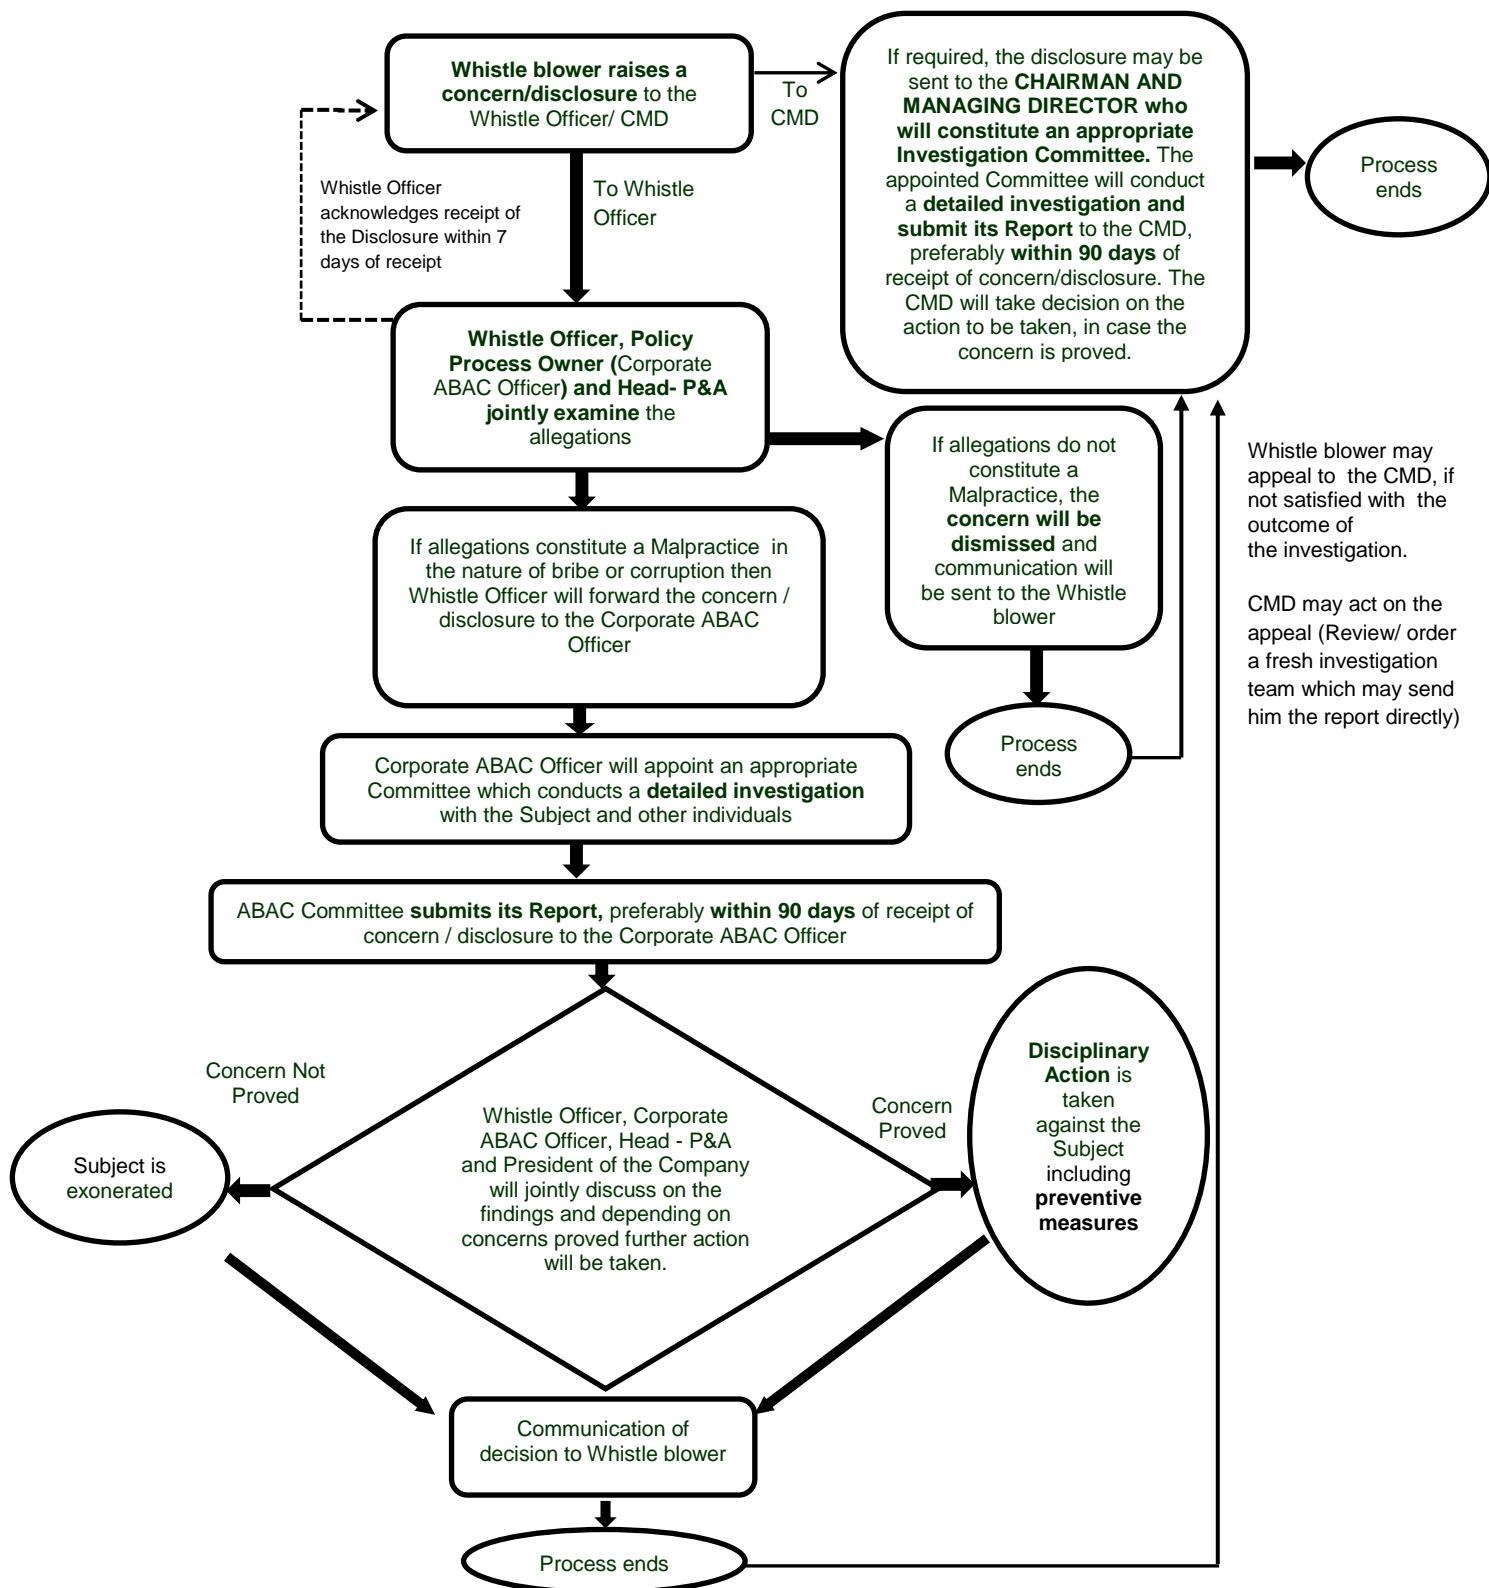 Whistle blower raises a
concern/disclosure to the
Whistle Officer/ CMD
To
CMD
If required, the disclosure may be
sent to the CHAIRMAN AND
MANAGING DIRECTOR who
will constitute an appropriate
Investigation Committee. The
appointed Committee will conduct
a detailed investigation and
submit its Report to the CMD,
preferably within 90 days of
receipt of concern/disclosure. The
CMD will take decision on the
action to be taken, in case the
concern is proved.
Process
ends
Whistle Officer
acknowledges receipt of
the Disclosure within 7
days of receipt
To Whistle
Officer
Whistle Officer, Policy
Process Owner (Corporate
ABAC Officer) and Head- P&A
jointly examine the
allegations
If allegations do not
constitute a
Malpractice, the
concern will be
dismissed and
communication will
be sent to the Whistle
blower
Whistle blower may
appeal to  the CMD, if
not satisfied with  the
outcome of
the investigation.
CMD may act on the
appeal (Review/ order
a fresh investigation
team which may send
him the report directly)
If allegations constitute a Malpractice  in
the nature of bribe or corruption then
Whistle Officer will forward the concern /
disclosure to the Corporate ABAC
Officer
Process
ends
Corporate ABAC Officer will appoint an appropriate
Committee which conducts a detailed investigation
with the Subject and other individuals
ABAC Committee submits its Report, preferably within 90 days of receipt of
concern / disclosure to the Corporate ABAC Officer
Concern Not
Proved
Subject is
exonerated
Whistle Officer, Corporate
ABAC Officer, Head - P&A
and President of the Company
will jointly discuss on the
findings and depending on
concerns proved further action
will be taken.
Concern
Proved
Disciplinary
Action is
taken
against the
Subject
including
preventive
measures
Communication of
decision to Whistle blower
Process ends